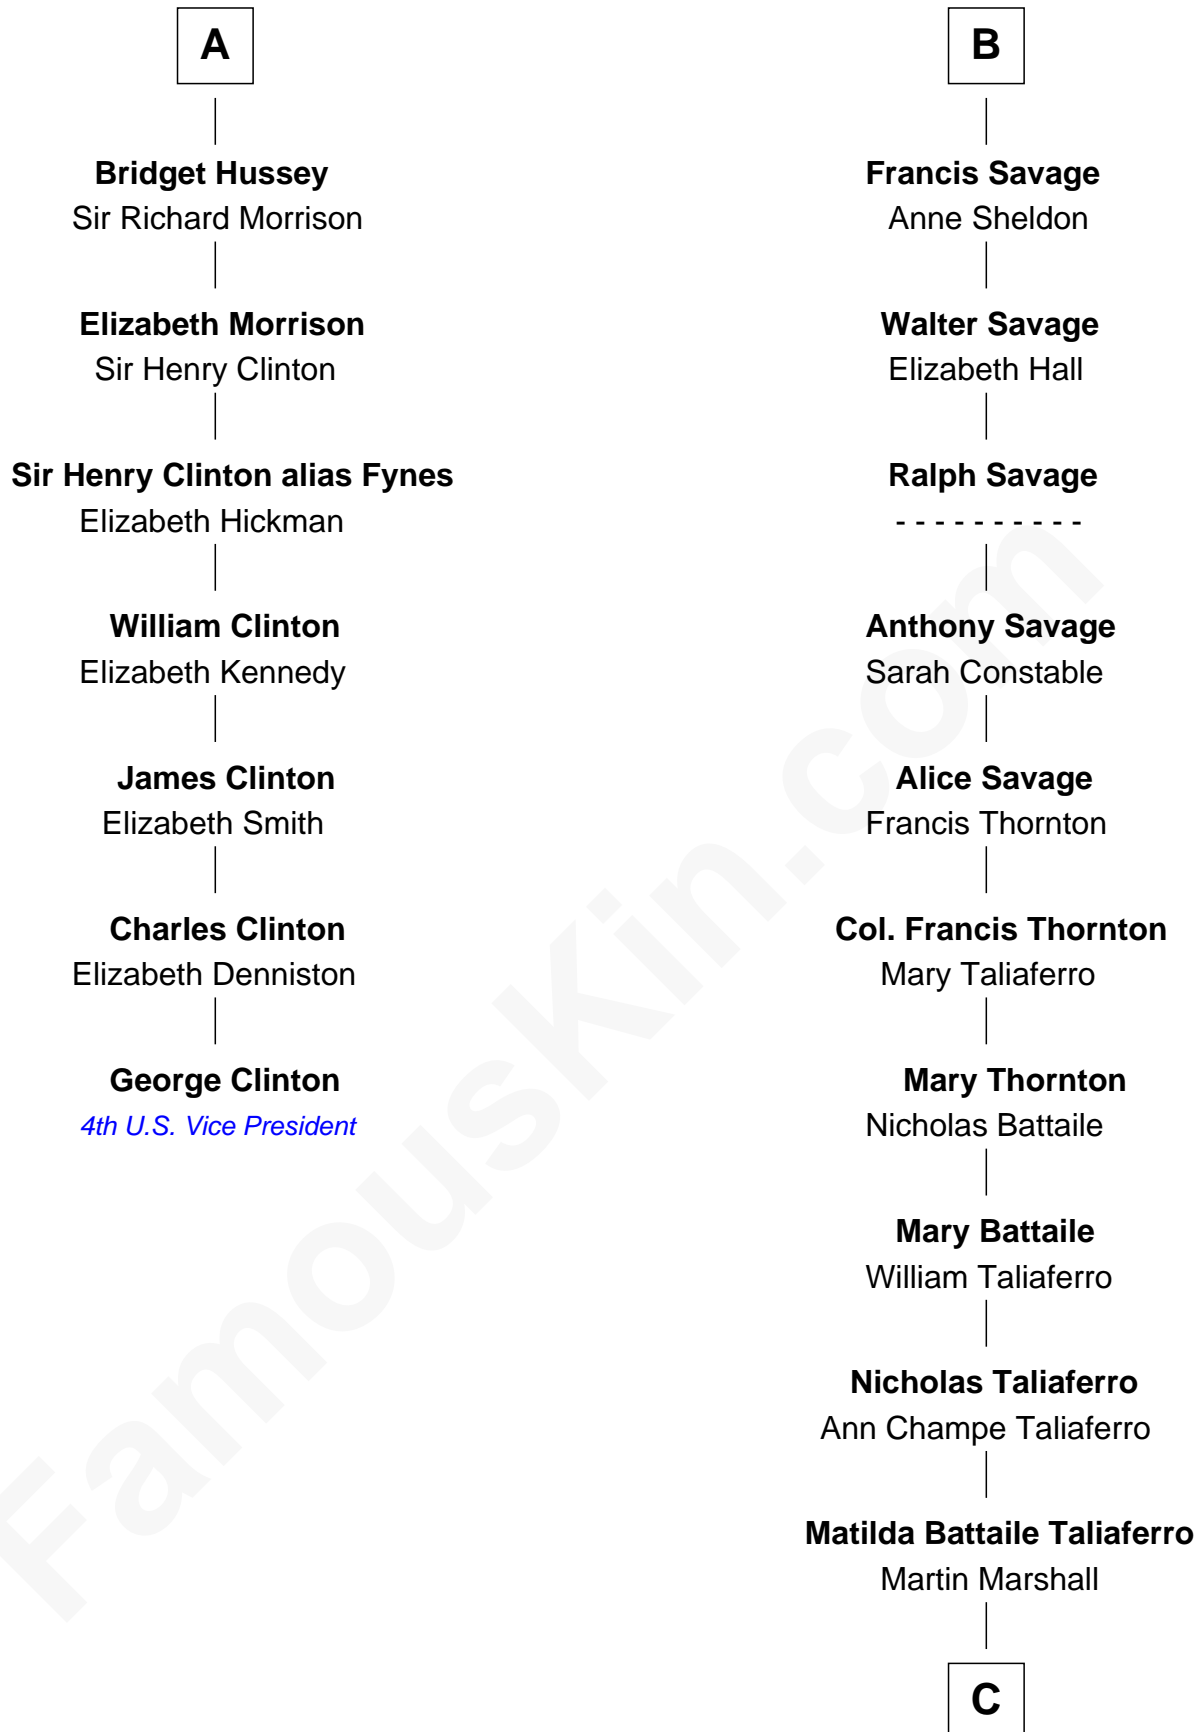 A
Bridget Hussey
Sir Richard Morrison
Elizabeth Morrison
Sir Henry Clinton
Sir Henry Clinton alias Fynes
Elizabeth Hickman
William Clinton
Elizabeth Kennedy
James Clinton
Elizabeth Smith
Charles Clinton
Elizabeth Denniston
George Clinton
4th U.S. Vice President
B
Francis Savage
Anne Sheldon
Walter Savage
Elizabeth Hall
Ralph Savage
- - - - - - - - - -
Anthony Savage
Sarah Constable
Alice Savage
Francis Thornton
Col. Francis Thornton
Mary Taliaferro
Mary Thornton
Nicholas Battaile
Mary Battaile
William Taliaferro
Nicholas Taliaferro
Ann Champe Taliaferro
Matilda Battaile Taliaferro
Martin Marshall
C
FamousKin.com